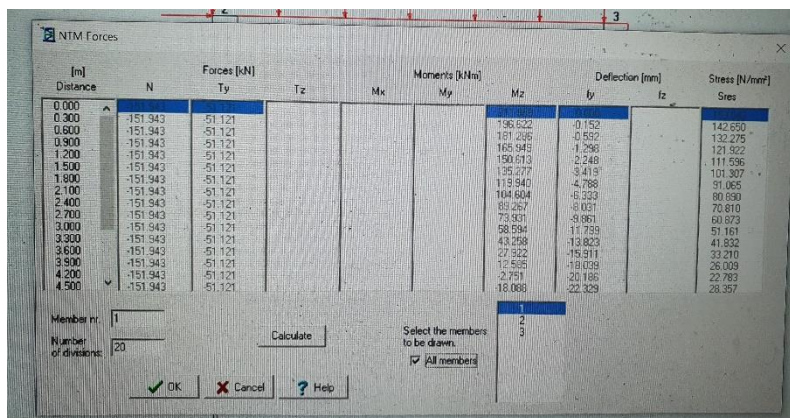 2
3
NTM Forces
[m] Forces [kN] Moments [kNm] Deflection [mm] Stress [N/mm²]
Distance N Ty Tz Mx My Mz fy fz Sres
0.000 -151.943 -51.121
0.300 -151.943 -51.121 196.622 -0.152 142.650
0.600 -151.943 -51.121 181.286 -0.592 132.275
0.900 -151.943 -51.121 165.949 -1.298 121.922
1.200 -151.943 -51.121 150.613 -2.248 111.596
1.500 -151.943 -51.121 135.277 -3.419 101.307
1.800 -151.943 -51.121 119.940 -4.788 91.065
2.100 -151.943 -51.121 104.604 -6.333 80.890
2.400 -151.943 -51.121 89.267 -8.031 70.810
2.700 -151.943 -51.121 73.931 -9.861 60.873
3.000 -151.943 -51.121 58.594 -11.799 51.161
3.300 -151.943 -51.121 43.258 -13.823 41.832
3.600 -151.943 -51.121 27.922 -15.911 33.210
3.900 -151.943 -51.121 12.585 -18.039 26.009
4.200 -151.943 -51.121 -2.751 -20.186 22.783
4.500 -151.943 -51.121 -18.088 -22.329 28.357
Member nr. 1
Number of divisions: 20
Calculate
Select the members
to be drawn.
All members
1
2
3
OK Cancel ? Help